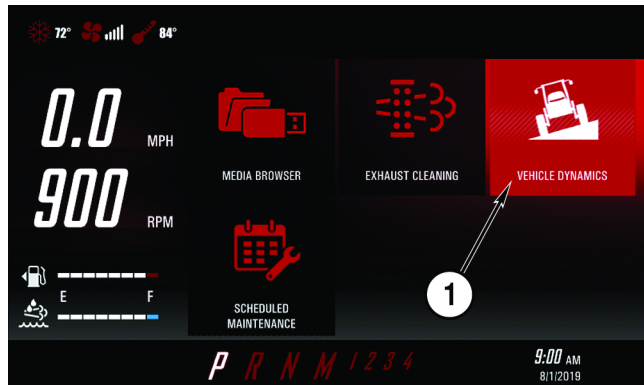 72° 84°
0.0 MPH
900 RPM
E F
MEDIA BROWSER
EXHAUST CLEANING
VEHICLE DYNAMICS
SCHEDULED
MAINTENANCE
1
P R N M 1 2 3 4
9:00 AM
8/1/2019